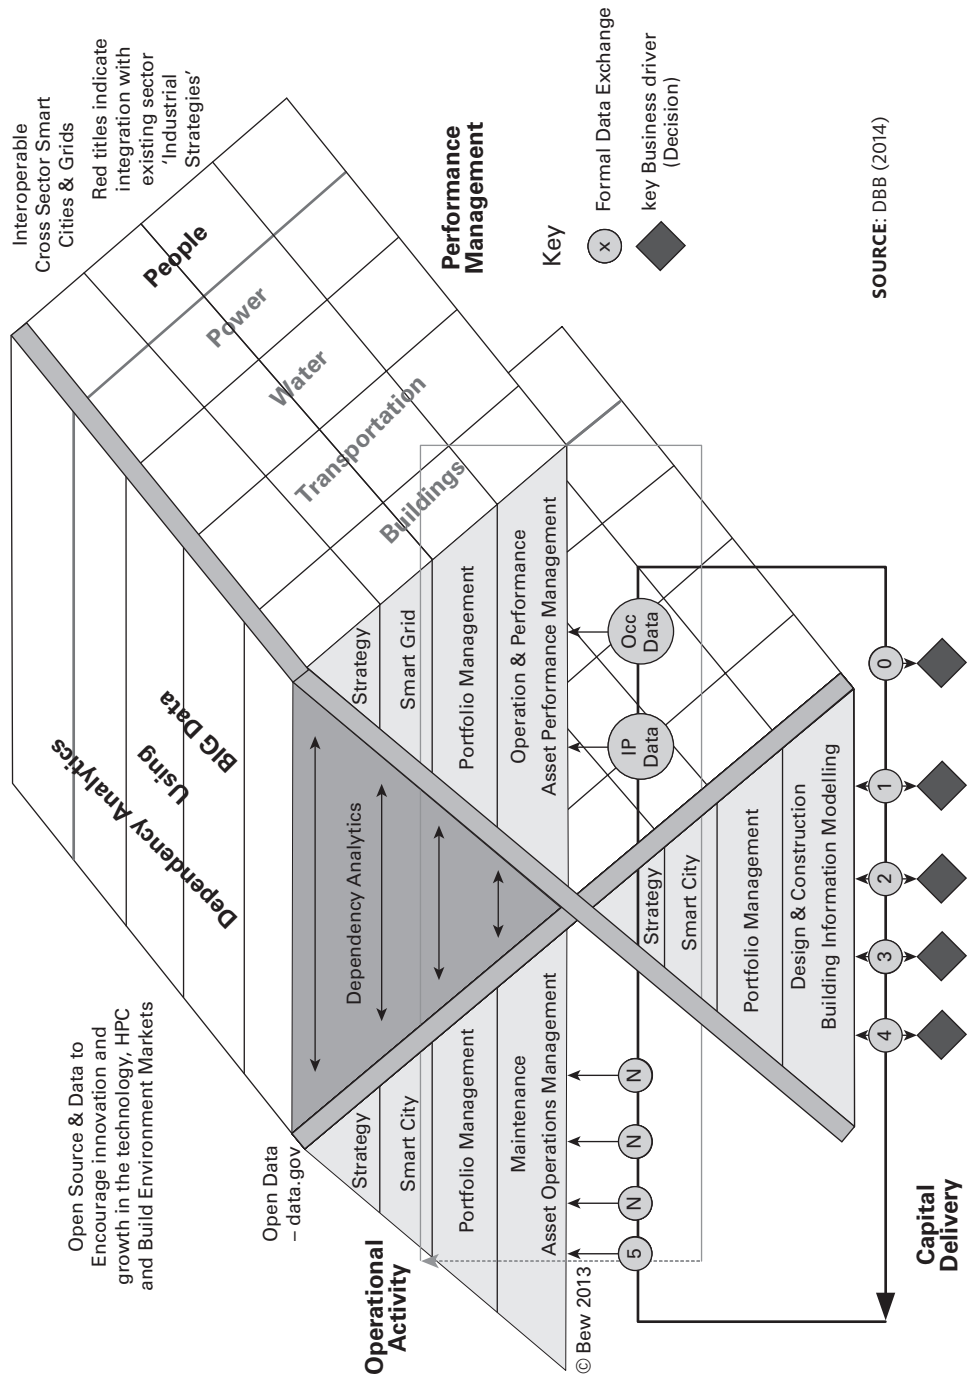 Open Source & Data to
Encourage innovation and
growth in the technology, HPC
and Build Environment Markets
Interoperable
Cross Sector Smart
Cities & Grids
Red titles indicate
integration with
existing sector
'Industrial
Strategies'
Dependency Analytics
Using
BIG Data
People
Power
Water
Transportation
Buildings
Open Data
– data.gov
Dependency Analytics
Operational
Activity
Strategy
Smart City
Portfolio Management
Maintenance
Asset Operations Management
Strategy
Smart Grid
Portfolio Management
Operation & Performance
Asset Performance Management
Performance
Management
© Bew 2013
5
N
N
N
IP
Data
Occ
Data
Strategy
Smart City
Portfolio Management
Design & Construction
Building Information Modelling
4
3
2
1
0
Capital
Delivery
Key
x
Formal Data Exchange
key Business driver
(Decision)
SOURCE: DBB (2014)